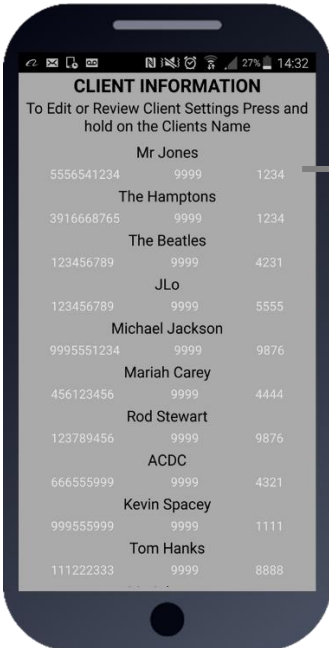 27% 14:32
CLIENT INFORMATION
To Edit or Review Client Settings Press and
hold on the Clients Name
Mr Jones
5556541234 9999 1234
The Hamptons
3916668765 9999 1234
The Beatles
123456789 9999 4231
JLo
123456789 9999 5555
Michael Jackson
9995551234 9999 9876
Mariah Carey
456123456 9999 4444
Rod Stewart
123789456 9999 9876
ACDC
666555999 9999 4321
Kevin Spacey
999555999 9999 1111
Tom Hanks
111222333 9999 8888